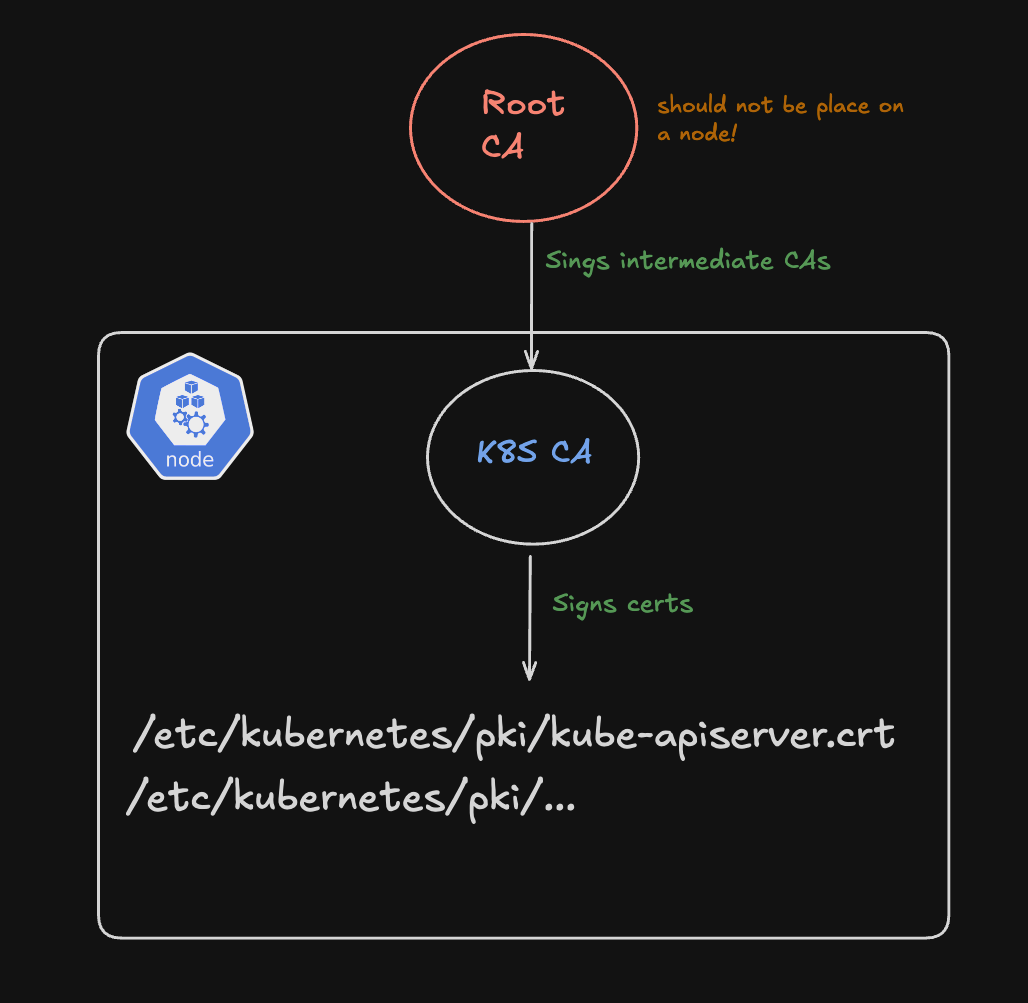 Root
CA
should not be place on
a node!
Sings intermediate CAs
node
K8S CA
Signs certs
/etc/kubernetes/pki/kube-apiserver.crt
/etc/kubernetes/pki/...